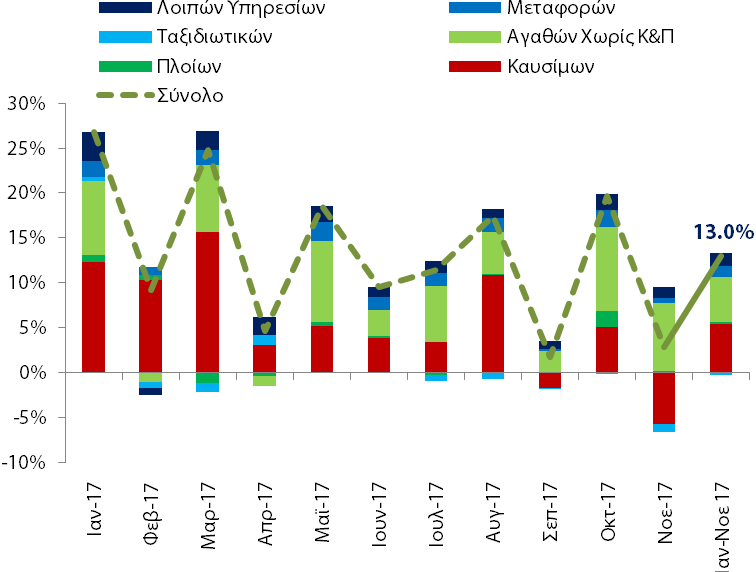 Λοιπών Υπηρεσίων Μεταφορών
Ταξιδιωτικών Αγαθών Χωρίς Κ&Π
Πλοίων Καυσίμων
Σύνολο
30%
25%
20%
15%
10%
5%
0%
-5%
-10%
13.0%
Ιαν-17
Φεβ-17
Μαρ-17
Απρ-17
Μαϊ-17
Ιουν-17
Ιουλ-17
Αυγ-17
Σεπ-17
Οκτ-17
Νοε-17
Ιαν-Νοε 17